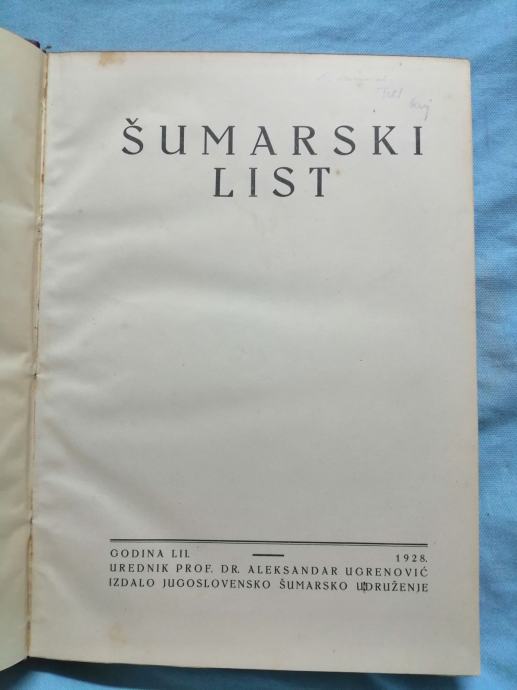 ŠUMARSKI
LIST
GODINA LII. 1928.
UREDNIK PROF. DR. ALEKSANDAR UGRENOVIĆ
IZDALO JUGOSLOVENSKO ŠUMARSKO UDRUŽENJE